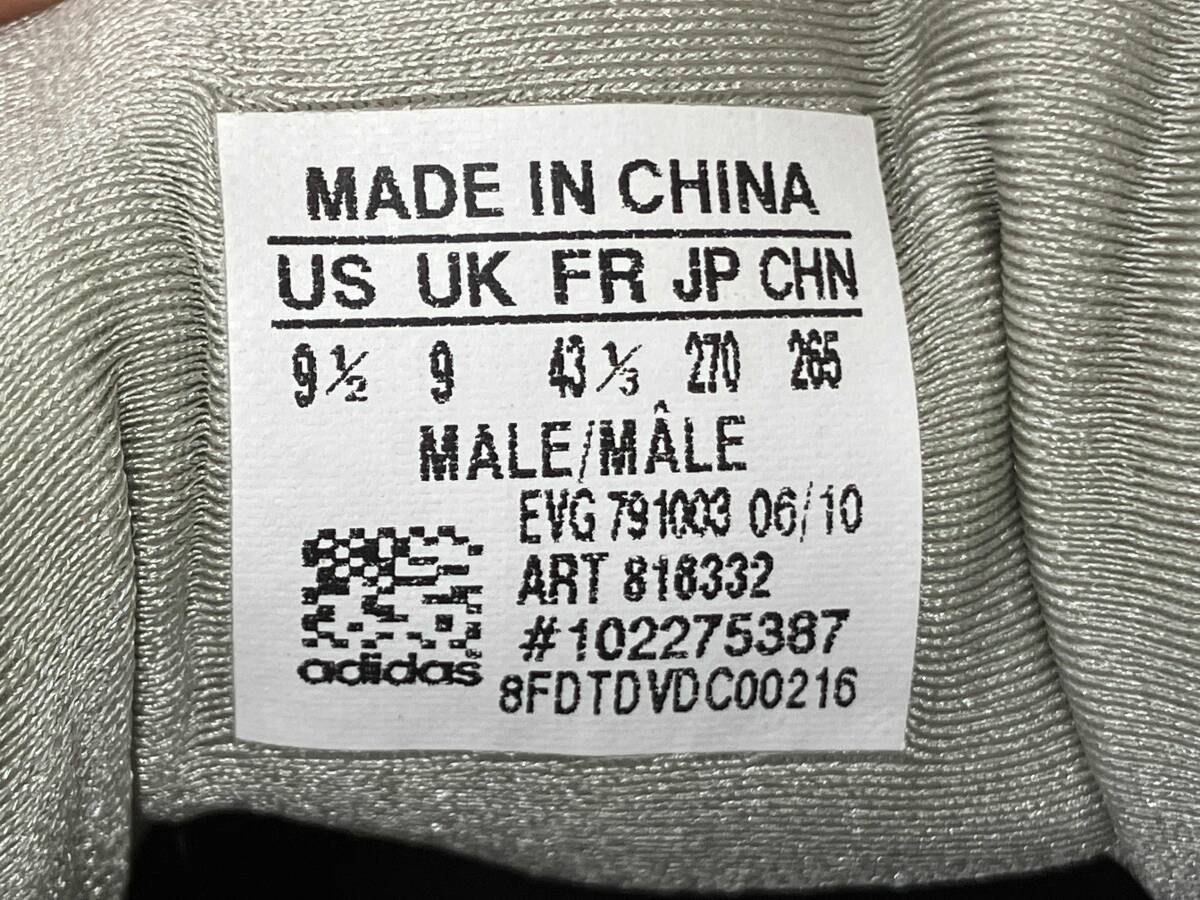 MADE IN CHINA
US UK FR JP CHN
9½ 9 43⅓ 270 265
MALE/MÂLE
EVG 791003 06/10
ART 818332
#102275387
adidas
8FDTDVDC00216